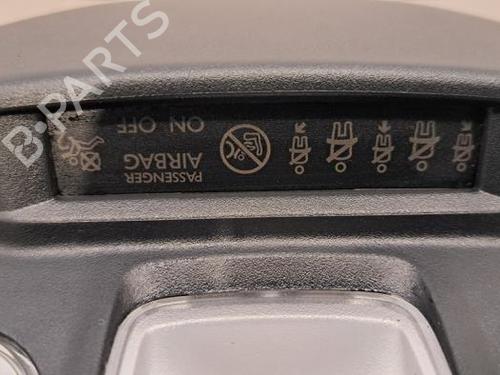 B-PARTS
PASSENGER
AIRBAG
ON OFF